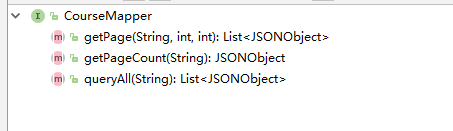 CourseMapper
getPage(String, int, int): List<JSONObject>
getPageCount(String): JSONObject
queryAll(String): List<JSONObject>